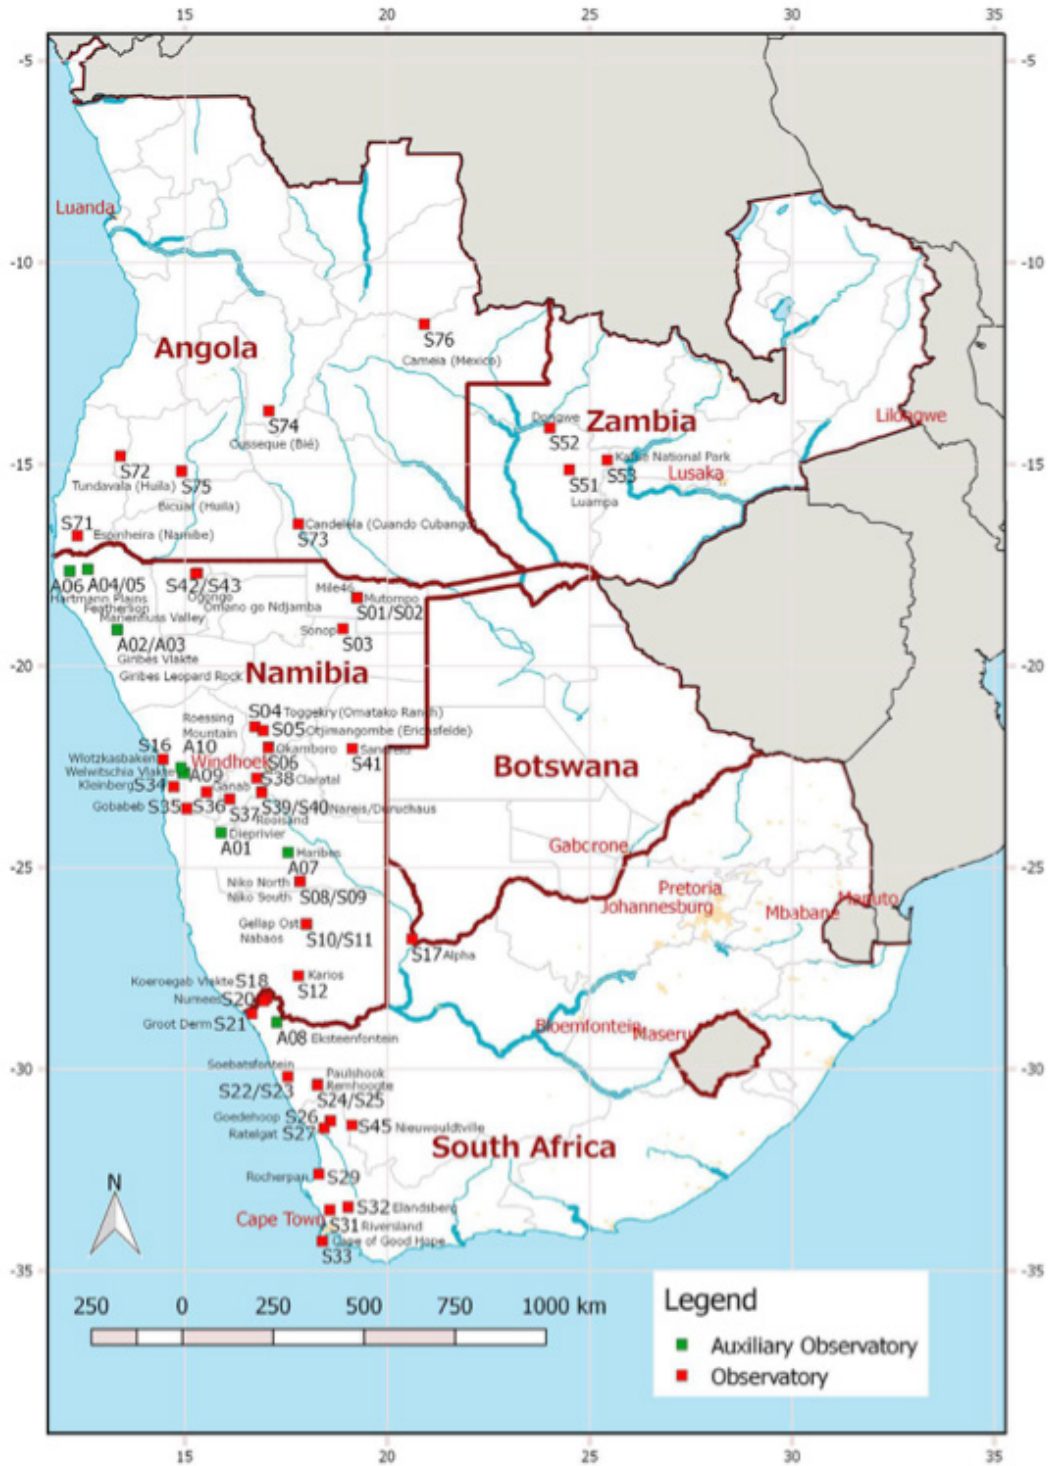 15 20 25 30 35
-5 -5
Luanda
-10 -10
S76
Cameia (Mexico)
Angola
S74
Cusseque (Bié)
Dongwe
S52
Zambia
Lilongwe
Kafue National Park
S53
Lusaka
S51
Luampa
-15 -15
S72
Tundavala (Huila)
S75
Bicuar (Huila)
S71
Espinheira (Namibe)
Candelela (Cuando Cubango)
S73
A06 A04/05
Hartmann Plains
Featherlion
Marienfluss Valley
S42/S43
Ogongo
Omano go Ndjamba
Mile46
Mutompo
S01/S02
Sonop
S03
A02/A03
Giribes Vlakte
Giribes Leopard Rock
-20 -20
Namibia
S04 Toggekry (Omatako Ranch)
Roessing
Mountain
S05 Otjimangombe (Erichsfelde)
S16 A10
Okamboro
S06
Sandveld
S41
Wlotzkasbaken
Windhoek
Welwitschia Vlakte
A09
S38 Claratal
Kleinberg S34
Ganab
Gobabeb S35 S36
S37
S39/S40 Nareis/Duruchaus
Rooisand
Botswana
Dieprivier
A01
Haribes
A07
Gabcrone
-25 -25
Niko North
Niko South S08/S09
Pretoria
Johannesburg
Mbabane
Maputo
Gellap Ost
Nabaos
S10/S11
S17 Alpha
Koeroegab Vlakte S18
Karios
S12
Numees S20
Groot Derm S21
A08 Eksteenfontein
Bloemfontein
Maseru
-30 -30
Soebatsfontein
S22/S23
Paulshook
Remhoogte
S24/S25
Goedehoop S26
Ratelgat S27
S45 Nieuwouldtville
South Africa
Rocherpan S29
S32 Elandsberg
Cape Town S31 Riversland
Cape of Good Hope
S33
N
-35 -35
250 0 250 500 750 1000 km
Legend
Auxiliary Observatory
Observatory
15 20 25 30 35